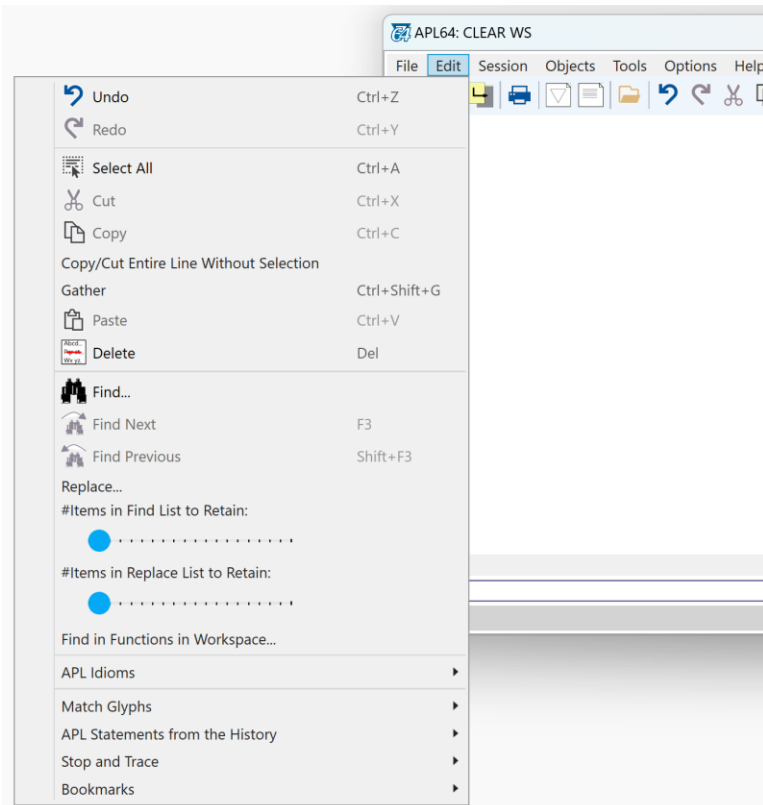 APL64: CLEAR WS
File Edit Session Objects Tools Options Help
Undo Ctrl+Z
Redo Ctrl+Y
Select All Ctrl+A
Cut Ctrl+X
Copy Ctrl+C
Copy/Cut Entire Line Without Selection
Gather Ctrl+Shift+G
Paste Ctrl+V
Delete Del
Find...
Find Next F3
Find Previous Shift+F3
Replace...
#Items in Find List to Retain:
#Items in Replace List to Retain:
Find in Functions in Workspace...
APL Idioms
Match Glyphs
APL Statements from the History
Stop and Trace
Bookmarks